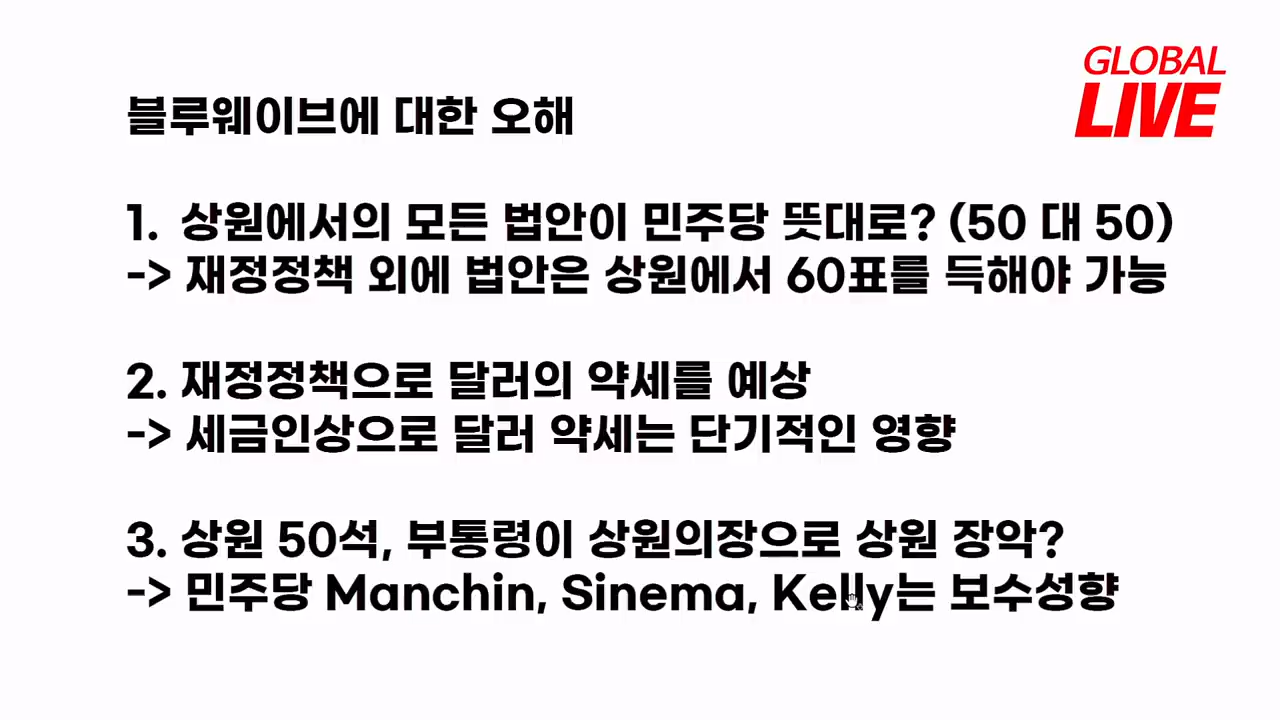 GLOBAL
LIVE
블루웨이브에 대한 오해
1. 상원에서의 모든 법안이 민주당 뜻대로? (50 대 50)
-> 재정정책 외에 법안은 상원에서 60표를 득해야 가능
2. 재정정책으로 달러의 약세를 예상
-> 세금인상으로 달러 약세는 단기적인 영향
3. 상원 50석, 부통령이 상원의장으로 상원 장악?
-> 민주당 Manchin, Sinema, Kelly는 보수성향